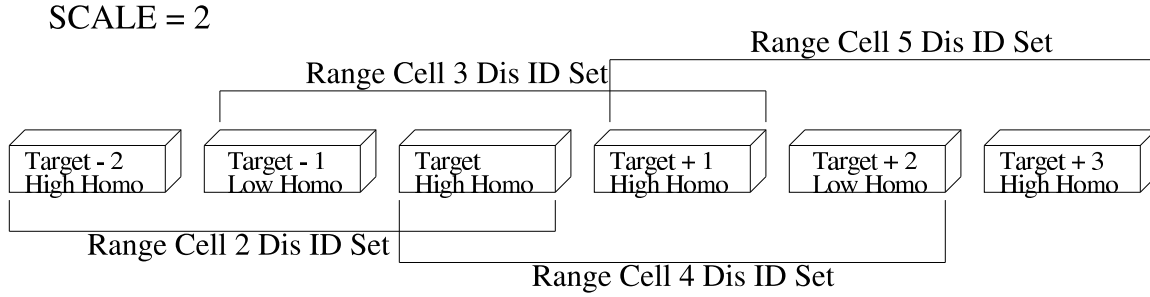 SCALE = 2
Range Cell 5 Dis ID Set
Range Cell 3 Dis ID Set
Target - 2
High Homo
Target - 1
Low Homo
Target
High Homo
Target + 1
High Homo
Target + 2
Low Homo
Target + 3
High Homo
Range Cell 2 Dis ID Set
Range Cell 4 Dis ID Set